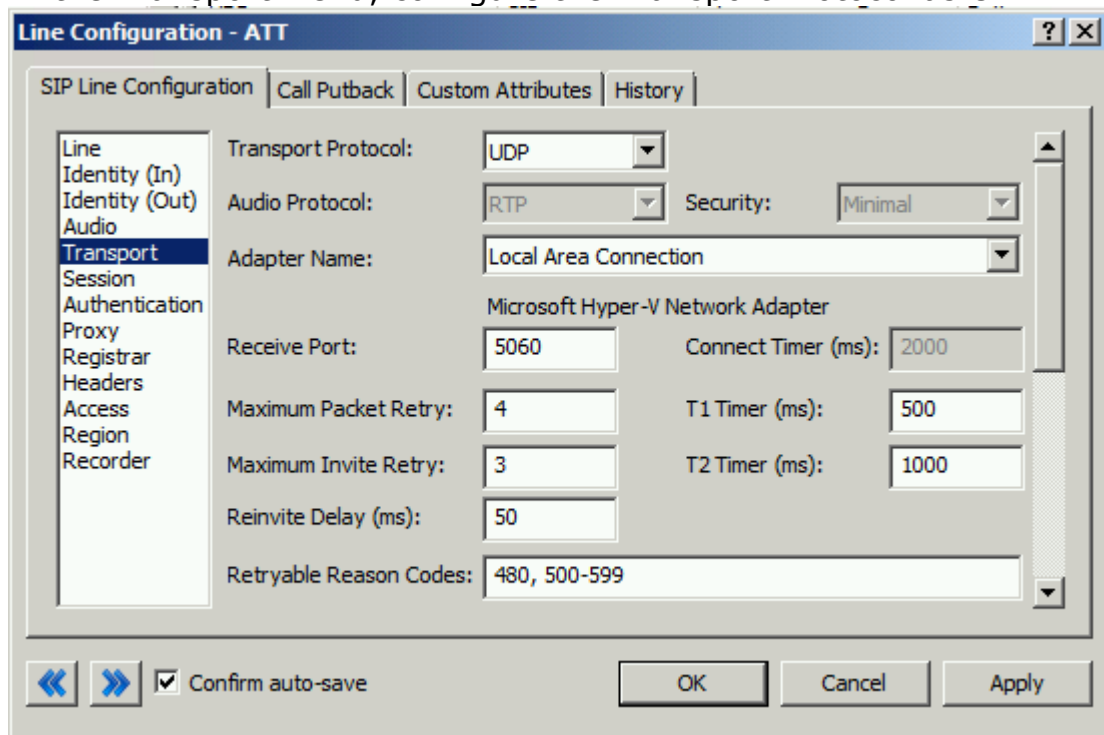 Line Configuration - ATT
SIP Line Configuration Call Putback Custom Attributes History
Line
Identity (In)
Identity (Out)
Audio
Transport
Session
Authentication
Proxy
Registrar
Headers
Access
Region
Recorder
Transport Protocol: UDP
Audio Protocol: RTP Security: Minimal
Adapter Name: Local Area Connection
Microsoft Hyper-V Network Adapter
Receive Port: 5060 Connect Timer (ms): 2000
Maximum Packet Retry: 4 T1 Timer (ms): 500
Maximum Invite Retry: 3 T2 Timer (ms): 1000
Reinvite Delay (ms): 50
Retryable Reason Codes: 480, 500-599
Confirm auto-save OK Cancel Apply